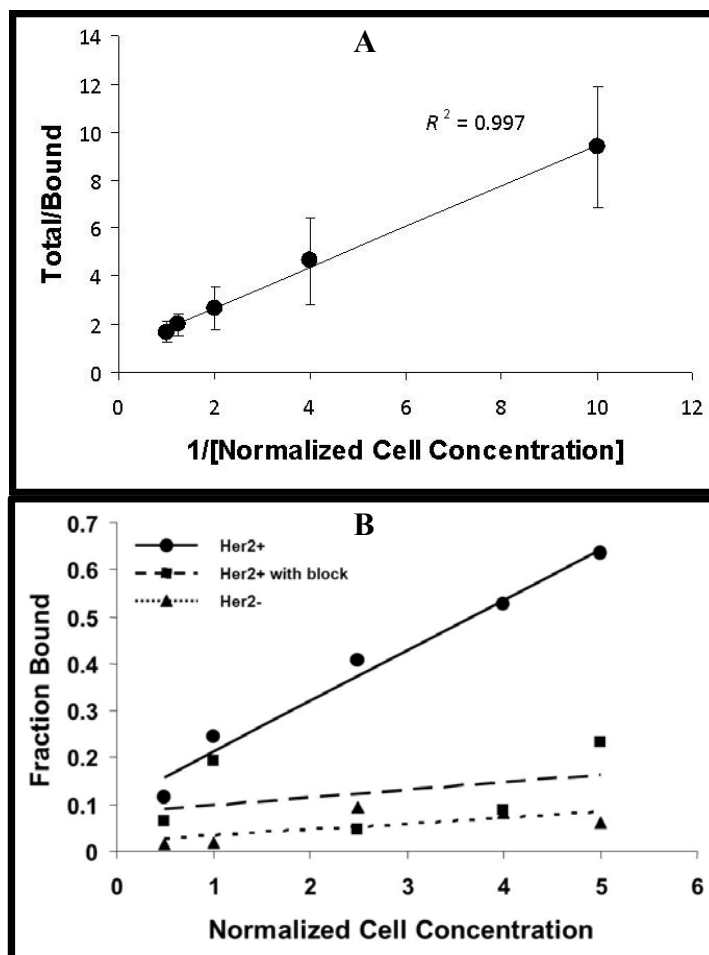 A
14
12
10
8
6
4
2
0
Total/Bound
R² = 0.997
0 2 4 6 8 10 12
1/[Normalized Cell Concentration]
B
0.7
0.6
0.5
0.4
0.3
0.2
0.1
0
Fraction Bound
Her2+
Her2+ with block
Her2-
0 1 2 3 4 5 6
Normalized Cell Concentration